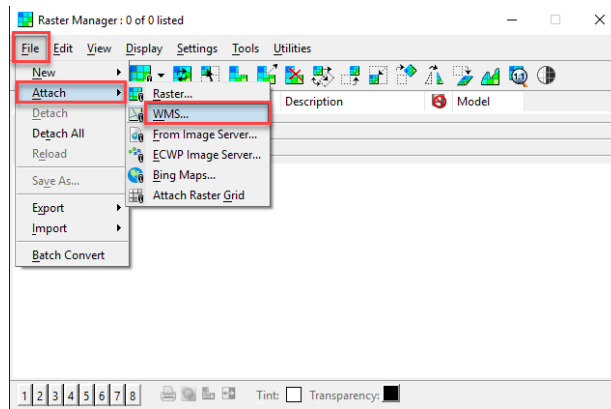 Raster Manager : 0 of 0 listed
File Edit View Display Settings Tools Utilities
New
Attach
Detach
Detach All
Reload
Save As...
Export
Import
Batch Convert
Raster...
WMS...
From Image Server...
ECWP Image Server...
Bing Maps...
Attach Raster Grid
Description Model
1 2 3 4 5 6 7 8 Tint: Transparency: